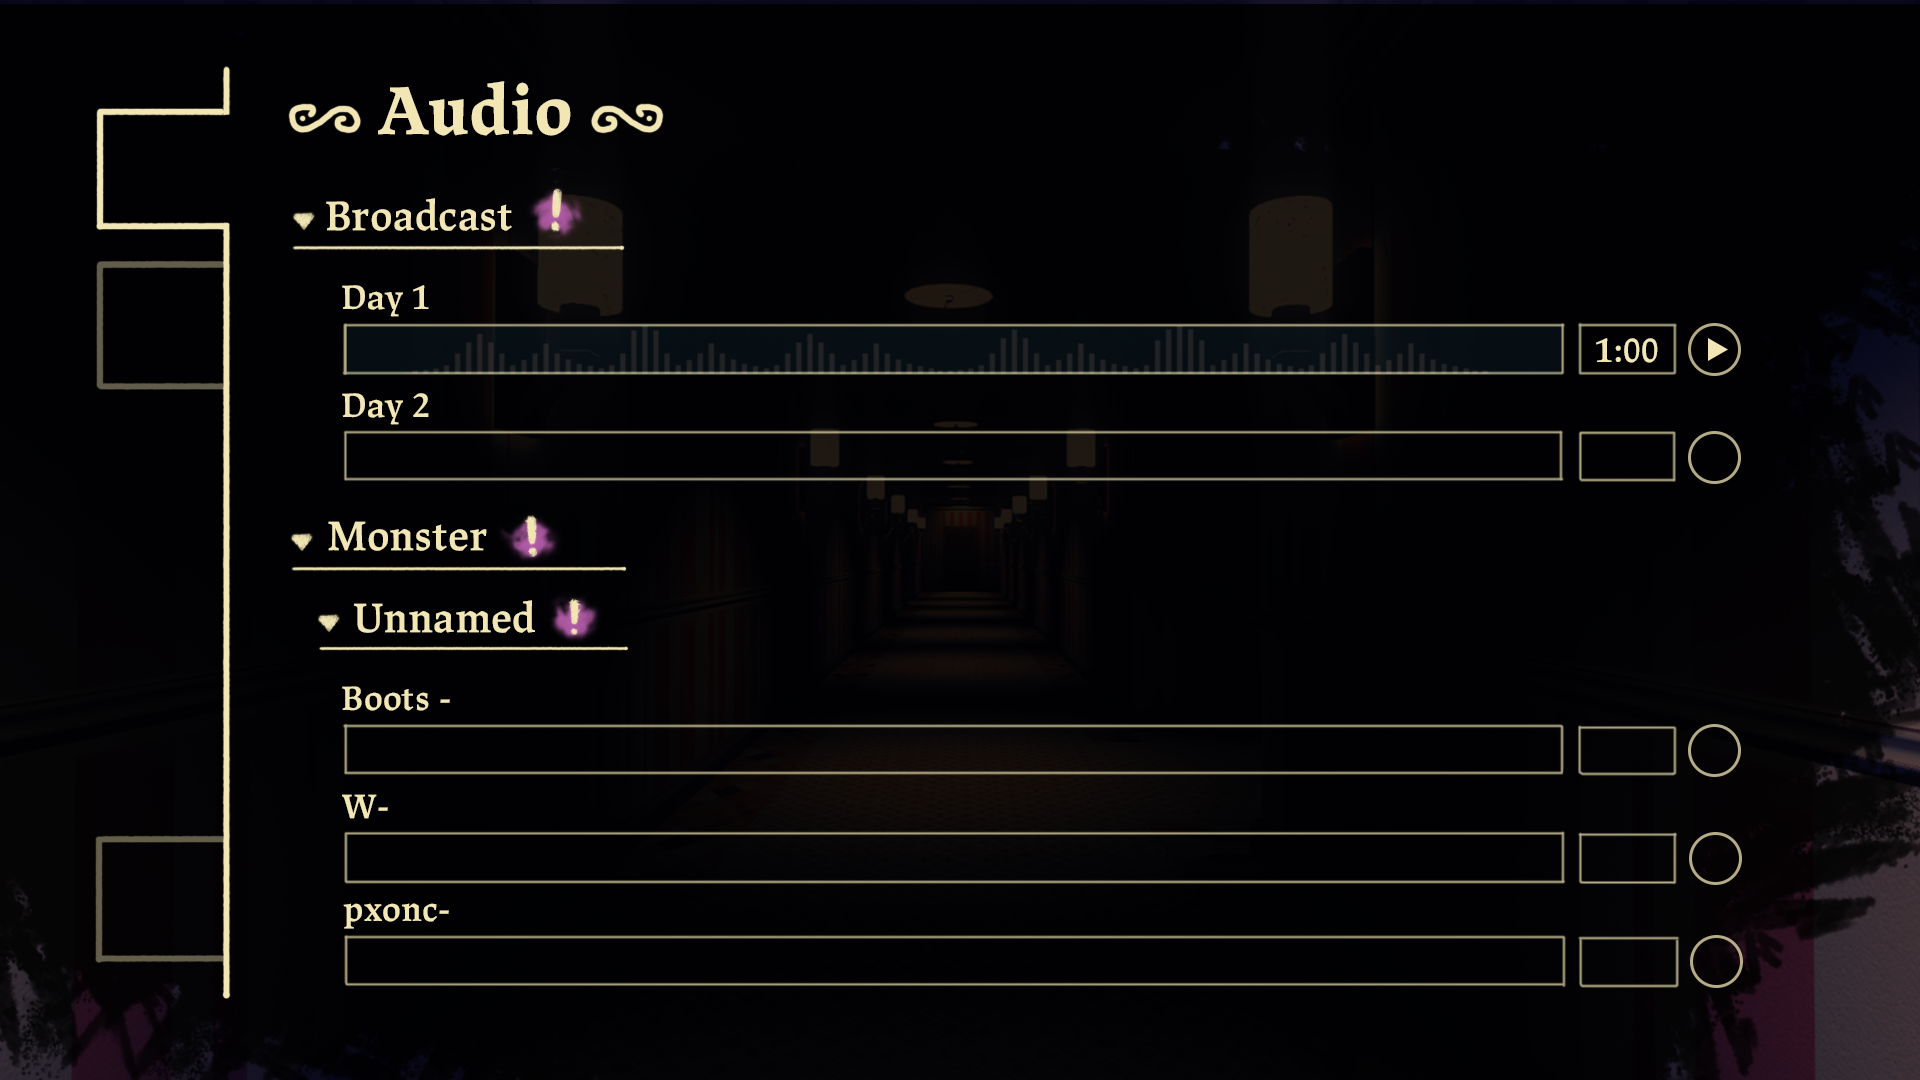 Audio
Broadcast !
Day 1
1:00
Day 2
Monster !
Unnamed !
Boots -
W-
pxonc-